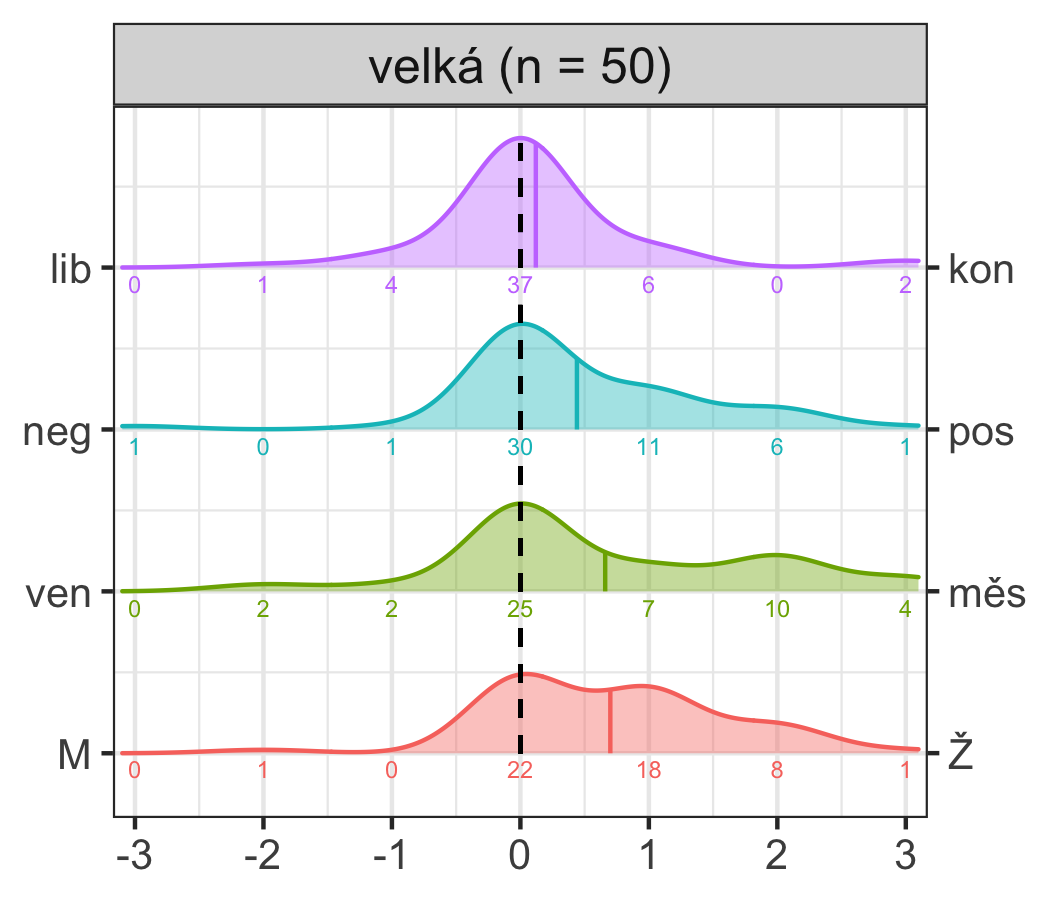 velká (n = 50)
lib kon
0 1 4 37 6 0 2
neg pos
1 0 1 30 11 6 1
ven měs
0 2 2 25 7 10 4
M Ž
0 1 0 22 18 8 1
-3 -2 -1 0 1 2 3